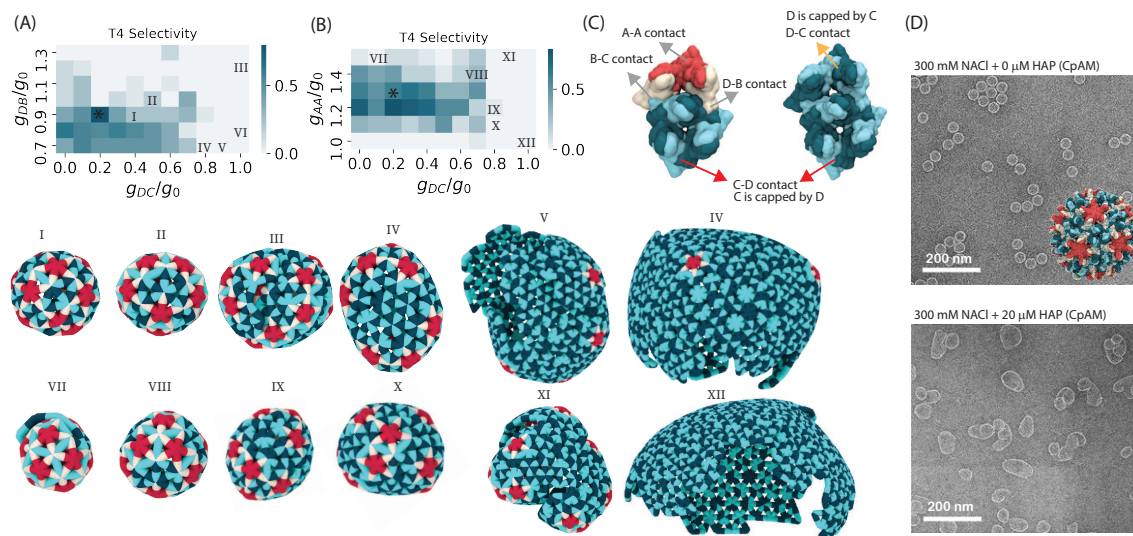 (A)
T4 Selectivity
1.3
1.1
0.9
0.7
g_DB/g_0
III
II
*
I
VI
IV
V
0.0
0.2
0.4
0.6
0.8
1.0
g_DC/g_0
0.5
0.0
(B)
T4 Selectivity
1.4
1.2
1.0
g_AA/g_0
VII
XI
VIII
*
IX
X
XII
0.0
0.2
0.4
0.6
0.8
1.0
g_DC/g_0
0.5
0.0
(C)
A-A contact
B-C contact
D-B contact
D is capped by C
D-C contact
C-D contact
C is capped by D
(D)
300 mM NACl + 0 μM HAP (CpAM)
200 nm
300 mM NACl + 20 μM HAP (CpAM)
200 nm
I
II
III
IV
V
IV
VII
VIII
IX
X
XI
XII